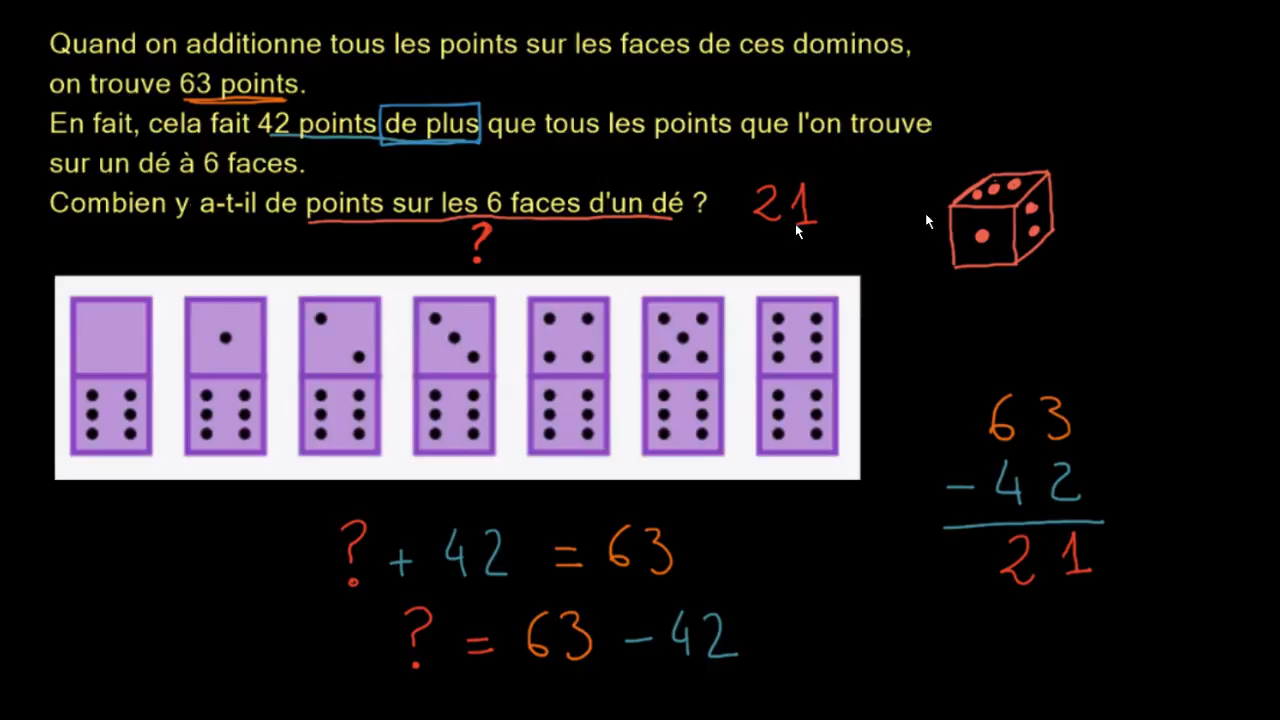 Quand on additionne tous les points sur les faces de ces dominos,
on trouve 63 points.
En fait, cela fait 42 points de plus que tous les points que l'on trouve
sur un dé à 6 faces.
Combien y a-t-il de points sur les 6 faces d'un dé ? 21
?
63
- 42
21
? + 42 = 63
? = 63 - 42